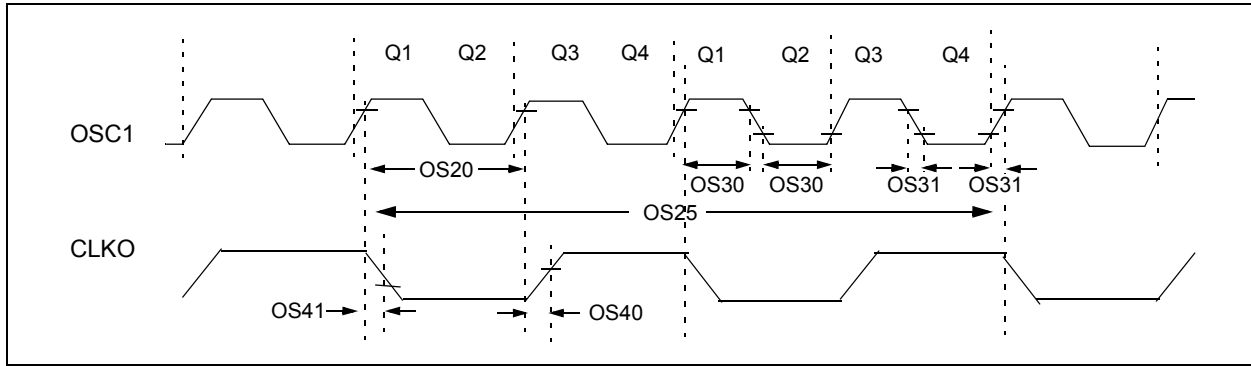 Q1 Q2 Q3 Q4 Q1 Q2 Q3 Q4
OSC1
OS20
OS30 OS30
OS31 OS31
OS25
CLKO
OS41
OS40